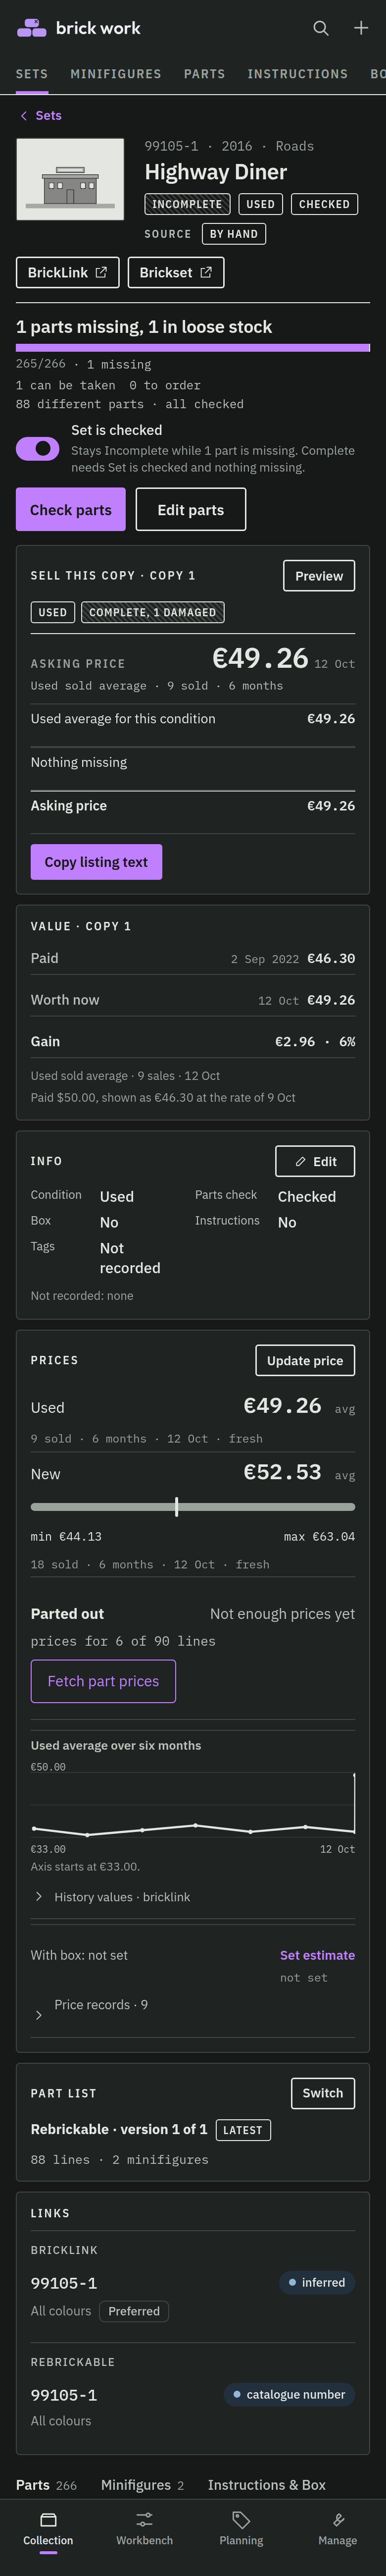 brick work
SETS MINIFIGURES PARTS INSTRUCTIONS BO
Sets
99105-1 · 2016 · Roads
Highway Diner
INCOMPLETE USED CHECKED
SOURCE BY HAND
BrickLink Brickset
1 parts missing, 1 in loose stock
265/266 · 1 missing
1 can be taken 0 to order
88 different parts · all checked
Set is checked
Stays Incomplete while 1 part is missing. Complete
needs Set is checked and nothing missing.
Check parts Edit parts
SELL THIS COPY · COPY 1 Preview
USED COMPLETE, 1 DAMAGED
ASKING PRICE €49.26 12 Oct
Used sold average · 9 sold · 6 months
Used average for this condition €49.26
Nothing missing
Asking price €49.26
Copy listing text
VALUE · COPY 1
Paid 2 Sep 2022 €46.30
Worth now 12 Oct €49.26
Gain €2.96 · 6%
Used sold average · 9 sales · 12 Oct
Paid $50.00, shown as €46.30 at the rate of 9 Oct
INFO Edit
Condition Used Parts check Checked
Box No Instructions No
Tags Not
recorded
Not recorded: none
PRICES Update price
Used €49.26 avg
9 sold · 6 months · 12 Oct · fresh
New €52.53 avg
min €44.13 max €63.04
18 sold · 6 months · 12 Oct · fresh
Parted out Not enough prices yet
prices for 6 of 90 lines
Fetch part prices
Used average over six months
€50.00
€33.00 12 Oct
Axis starts at €33.00.
History values · bricklink
With box: not set Set estimate
not set
Price records · 9
PART LIST Switch
Rebrickable · version 1 of 1 LATEST
88 lines · 2 minifigures
LINKS
BRICKLINK
99105-1 inferred
All colours Preferred
REBRICKABLE
99105-1 catalogue number
All colours
Parts 266 Minifigures 2 Instructions & Box
Collection Workbench Planning Manage